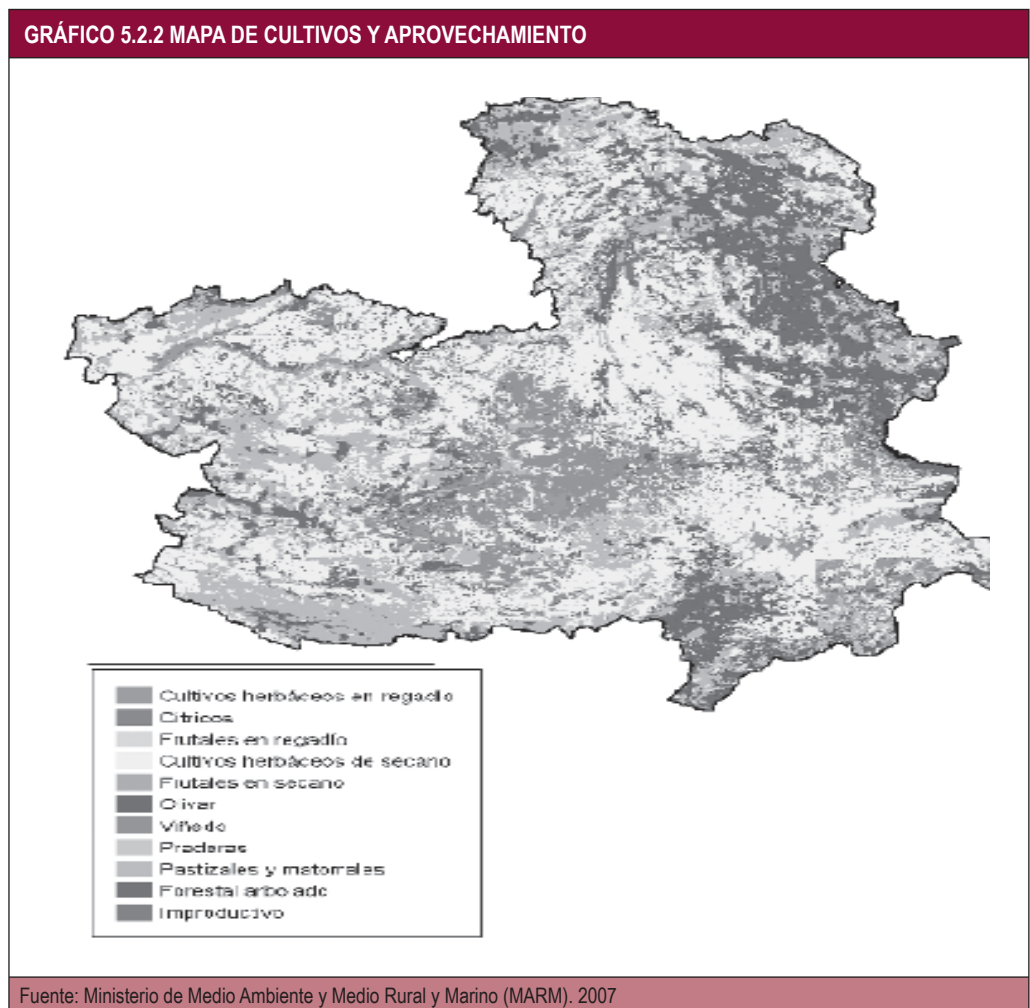 GRÁFICO 5.2.2 MAPA DE CULTIVOS Y APROVECHAMIENTO
Cultivos herbáceos en regadío
Cítricos
Frutales en regadío
Cultivos herbáceos de secano
Frutales en secano
Olivar
Viñedo
Praderas
Pastizales y matorrales
Forestal arbolado
Improductivo
Fuente: Ministerio de Medio Ambiente y Medio Rural y Marino (MARM). 2007